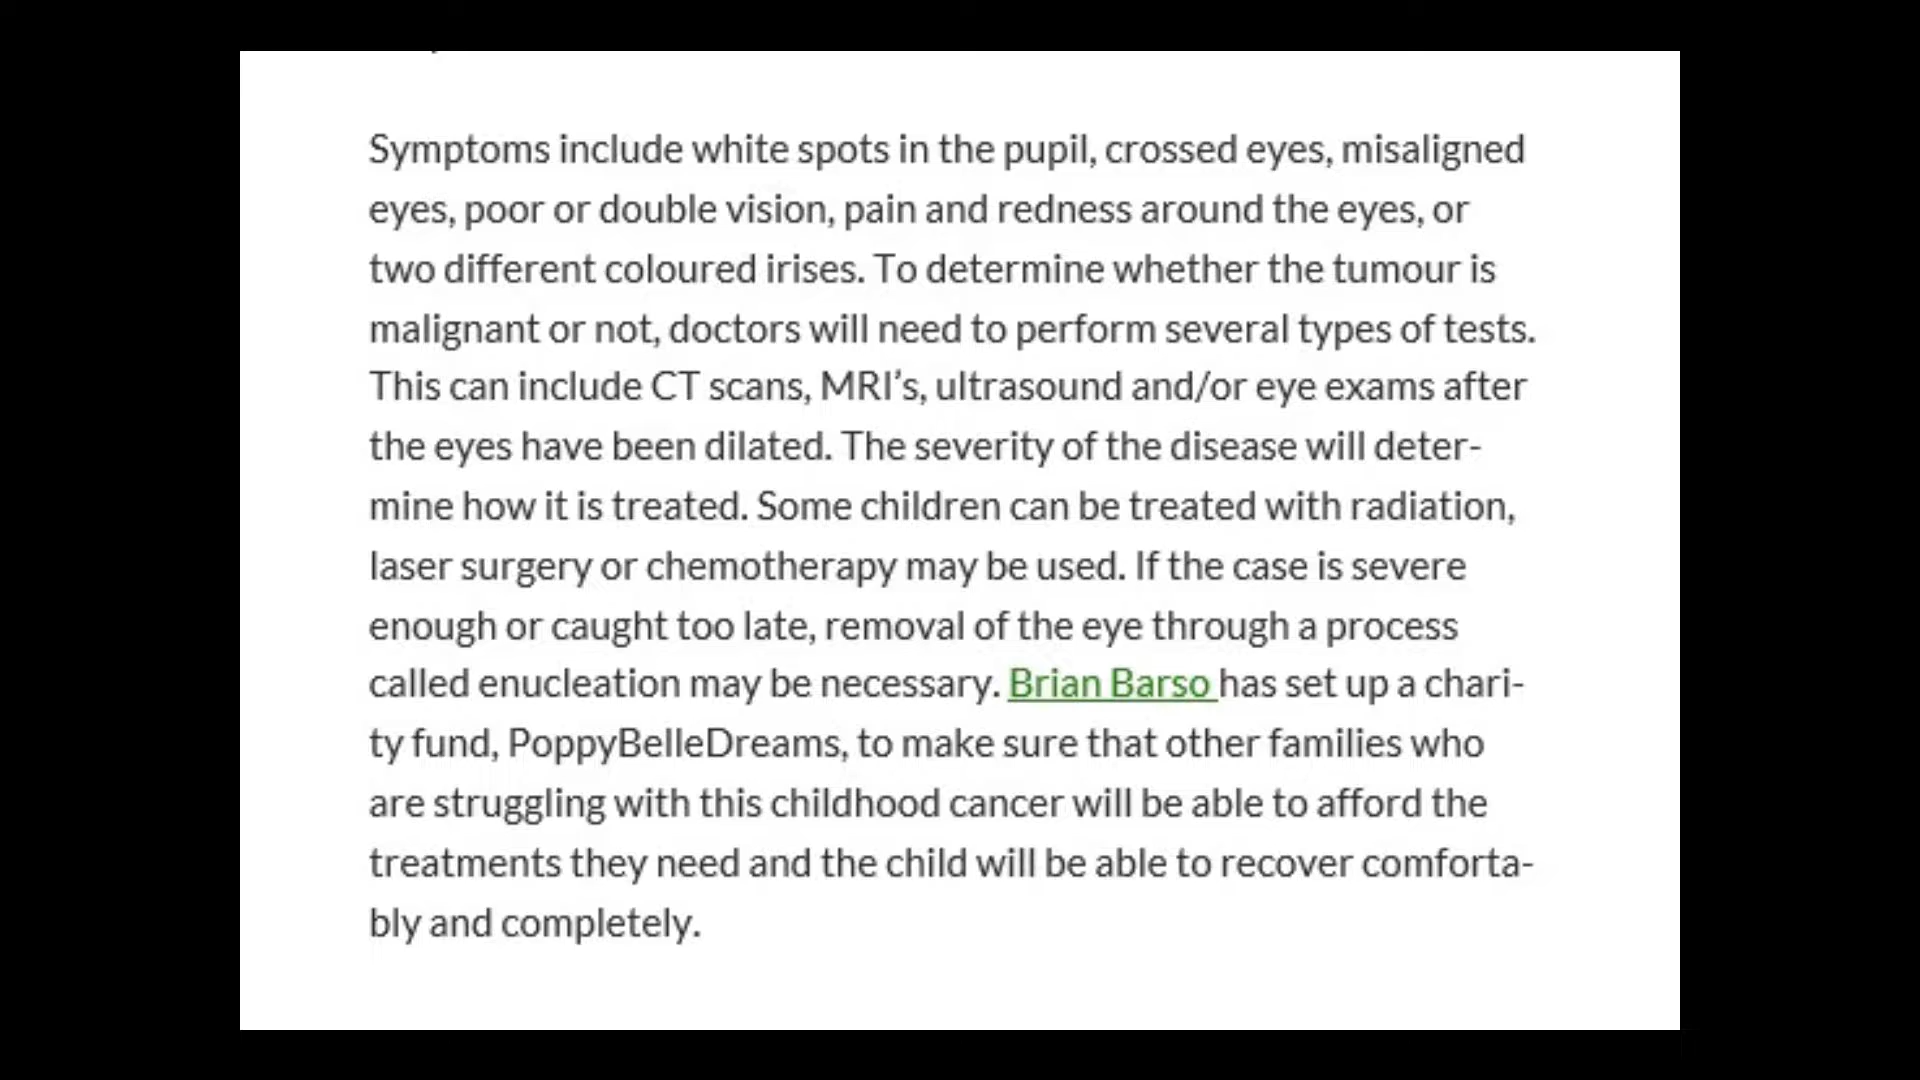 Symptoms include white spots in the pupil, crossed eyes, misaligned
eyes, poor or double vision, pain and redness around the eyes, or
two different coloured irises. To determine whether the tumour is
malignant or not, doctors will need to perform several types of tests.
This can include CT scans, MRI’s, ultrasound and/or eye exams after
the eyes have been dilated. The severity of the disease will deter-
mine how it is treated. Some children can be treated with radiation,
laser surgery or chemotherapy may be used. If the case is severe
enough or caught too late, removal of the eye through a process
called enucleation may be necessary. Brian Barso has set up a chari-
ty fund, PoppyBelleDreams, to make sure that other families who
are struggling with this childhood cancer will be able to afford the
treatments they need and the child will be able to recover comforta-
bly and completely.